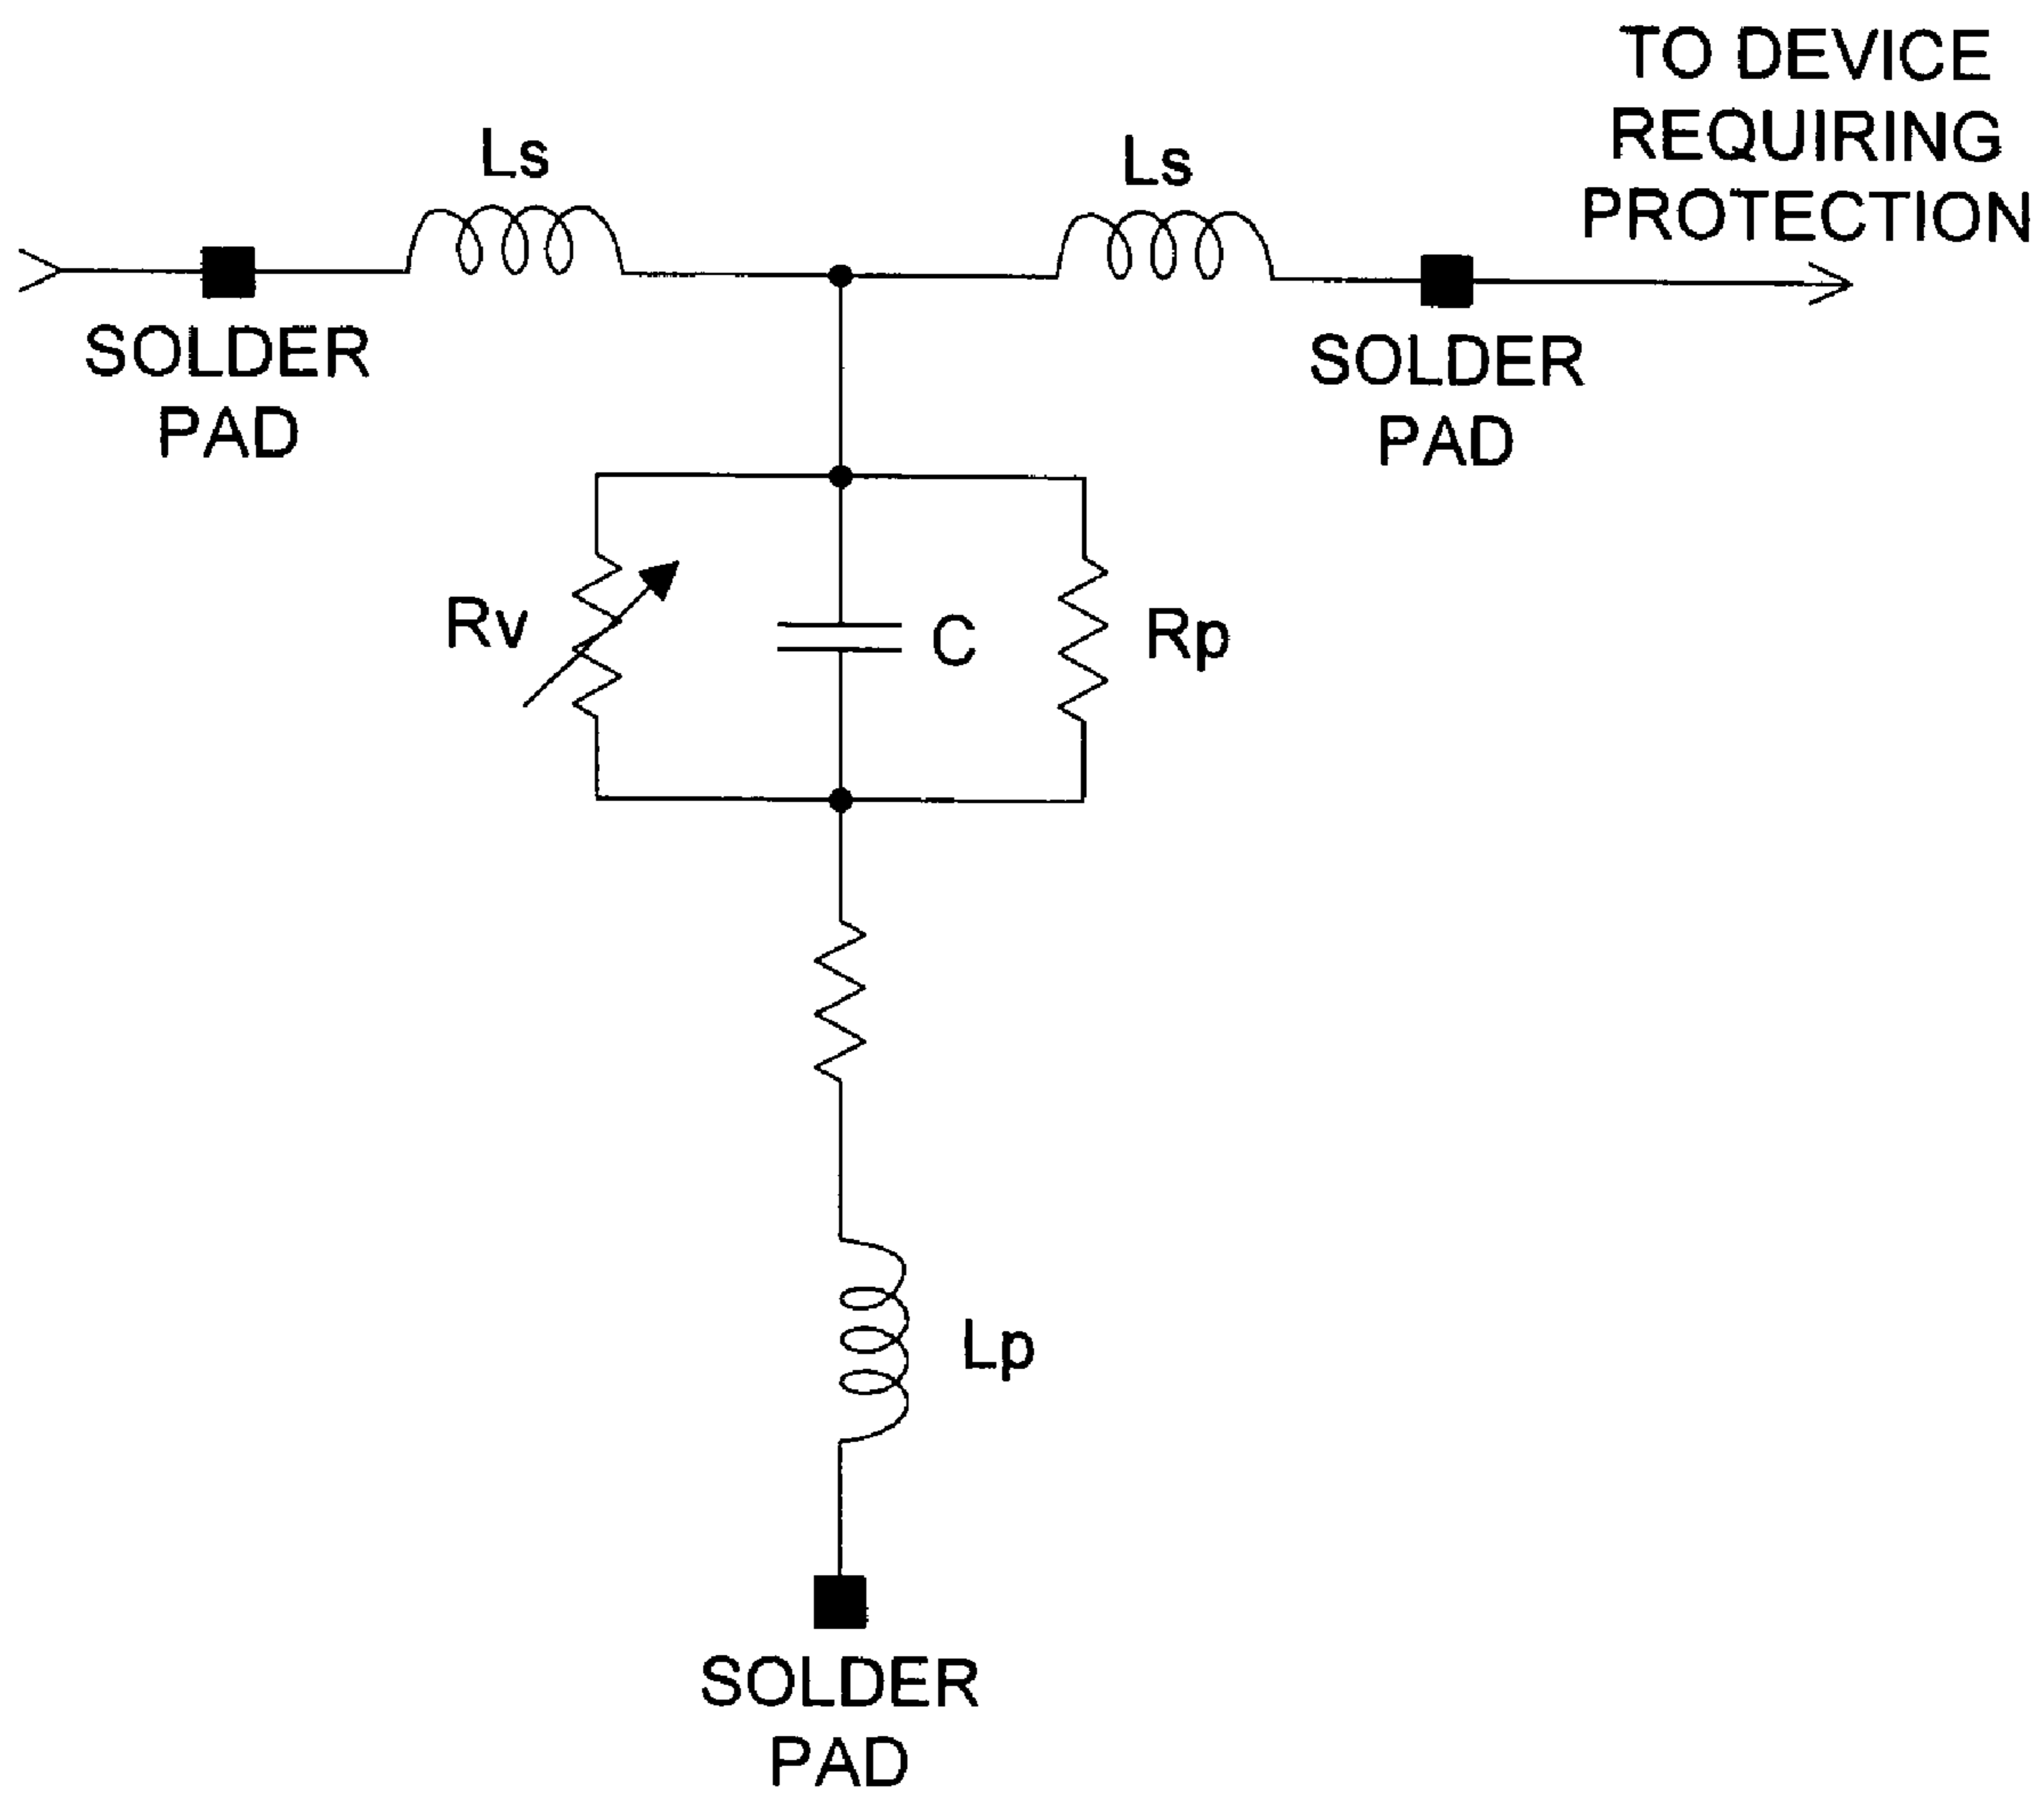 TO DEVICE
REQUIRING
PROTECTION
Ls
Ls
SOLDER
PAD
SOLDER
PAD
Rv
C
Rp
Lp
SOLDER
PAD